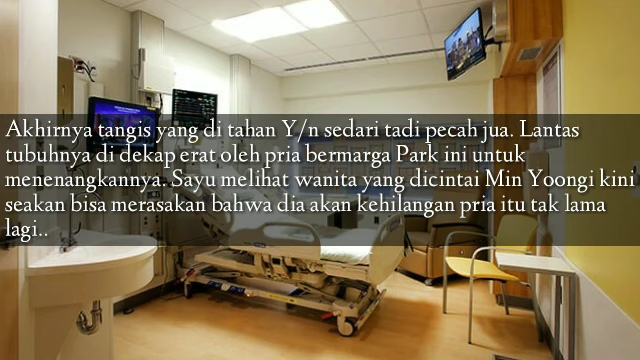 Akhirnya tangis yang di tahan Y/n sedari tadi pecah jua. Lantas
tubuhnya di dekap erat oleh pria bermarga Park ini untuk
menenangkannya. Sayu melihat wanita yang dicintai Min Yoongi kini
seakan bisa merasakan bahwa dia akan kehilangan pria itu tak lama
lagi..